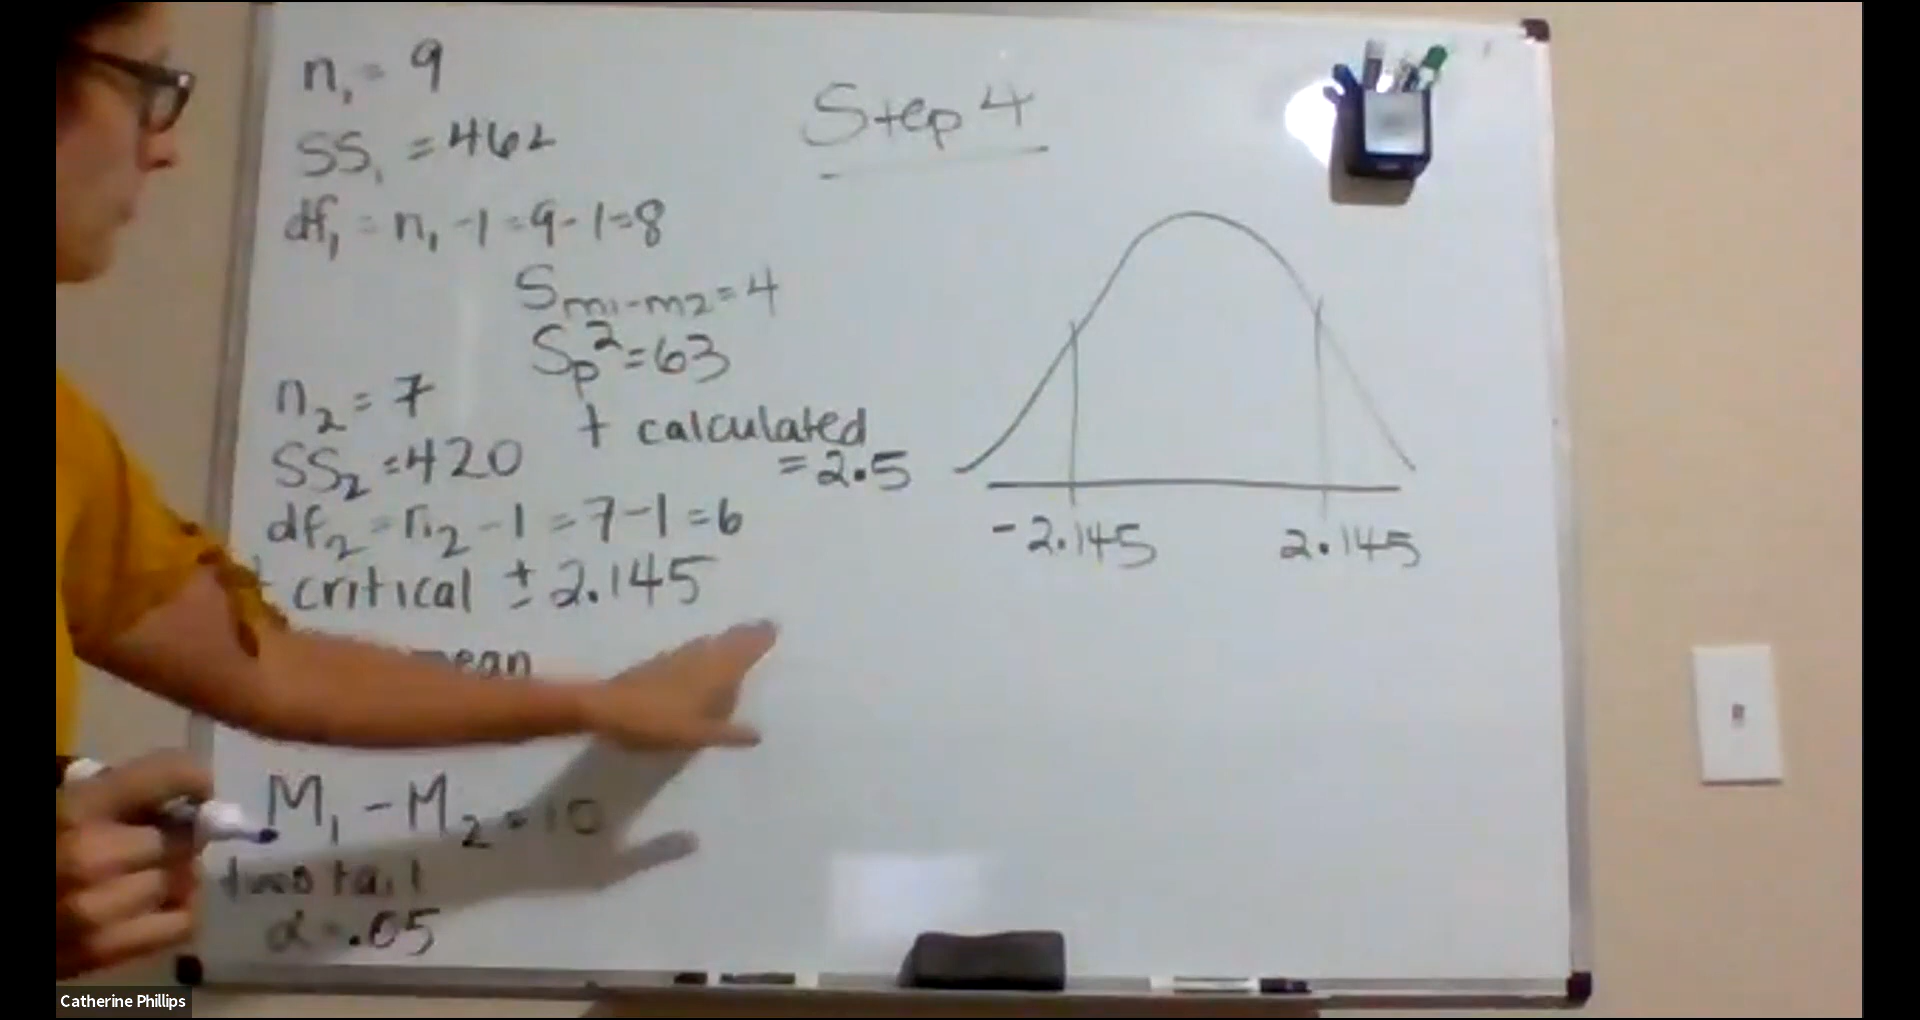 n₁ = 9
SS₁ = 462
df₁ = n₁ - 1 = 9 - 1 = 8
Sm₁-m₂ = 4
Sp² = 63
n₂ = 7
SS₂ = 420
df₂ = n₂ - 1 = 7 - 1 = 6
t critical ± 2.145
mean
M₁ - M₂ = 10
two tail
α = .05
t calculated
= 2.5
Step 4
-2.145 2.145
Catherine Phillips